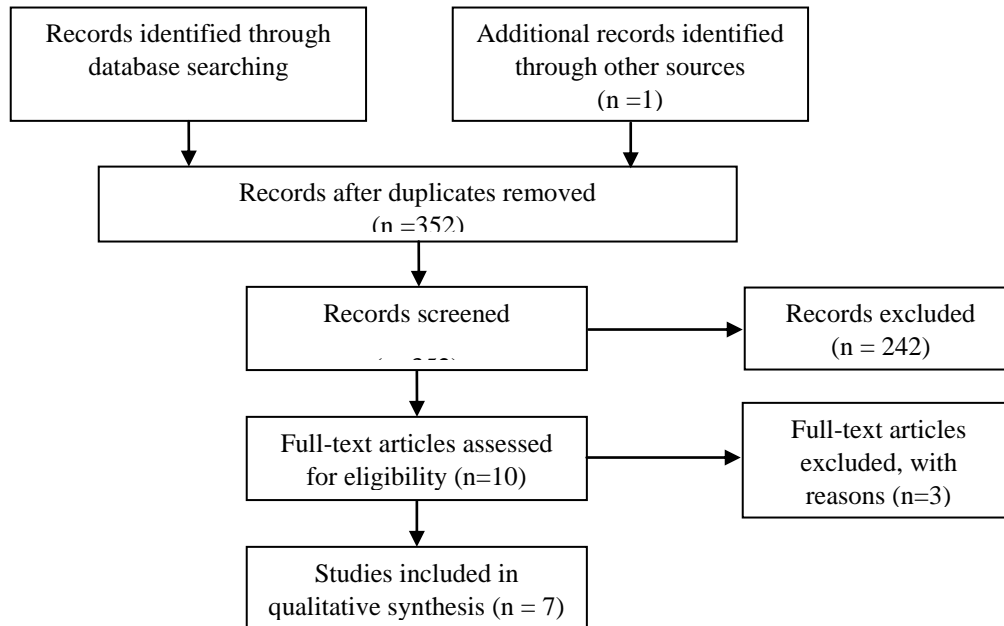 Records identified through
database searching
Additional records identified
through other sources
(n =1)
Records after duplicates removed
(n =352)
Records screened
Records excluded
(n = 242)
Full-text articles assessed
for eligibility (n=10)
Full-text articles
excluded, with
reasons (n=3)
Studies included in
qualitative synthesis (n = 7)